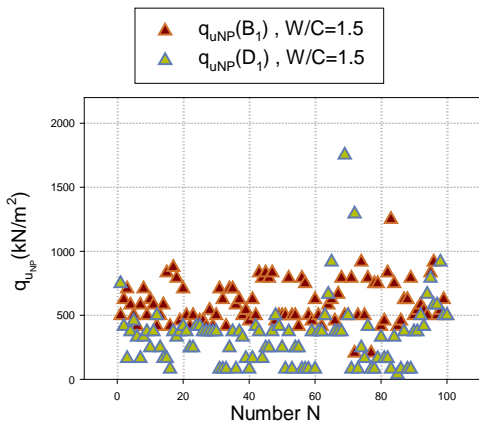 q_uNP(B_1) , W/C=1.5
q_uNP(D_1) , W/C=1.5
2000
1500
1000
500
0
q_uNP(kN/m²)
0 20 40 60 80 100
Number N